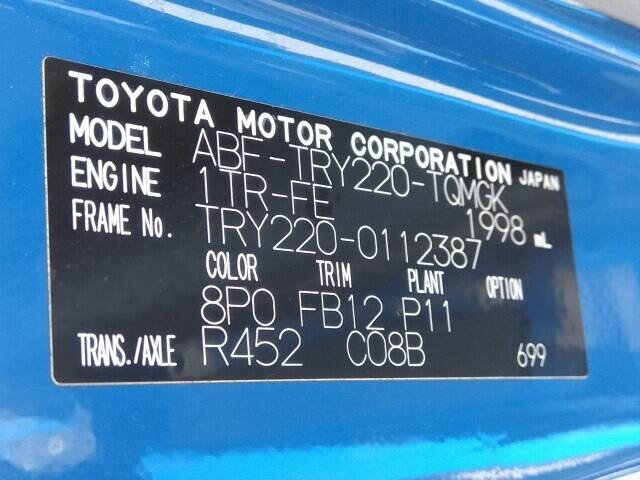 TOYOTA MOTOR CORPORATION JAPAN
MODEL ABF-TRY220-TQMGK
ENGINE 1TR-FE 1998 mL
FRAME No. TRY220-0112387
COLOR TRIM PLANT OPTION
8P0 FB12 P11
TRANS./AXLE R452 C08B 699